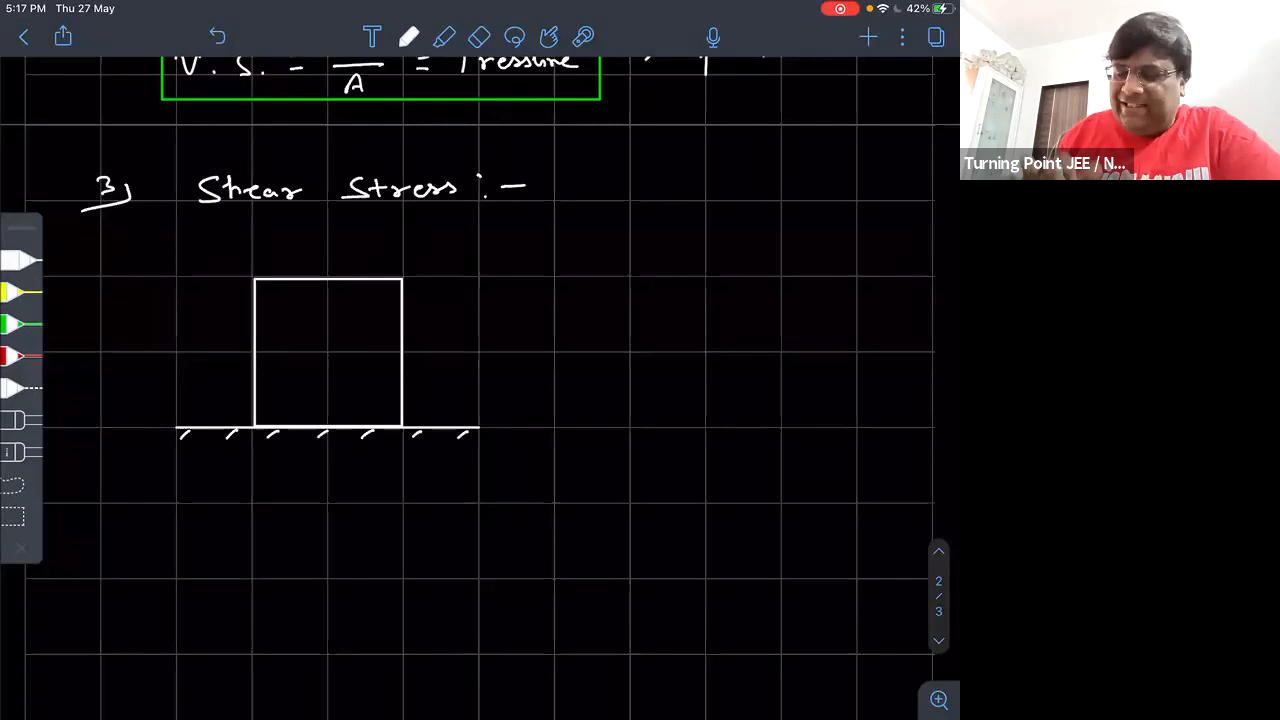 5:17 PM Thu 27 May
42%
V. S. = — = Pressure
A
Turning Point JEE / N...
3) Shear Stress :-
2
/
3